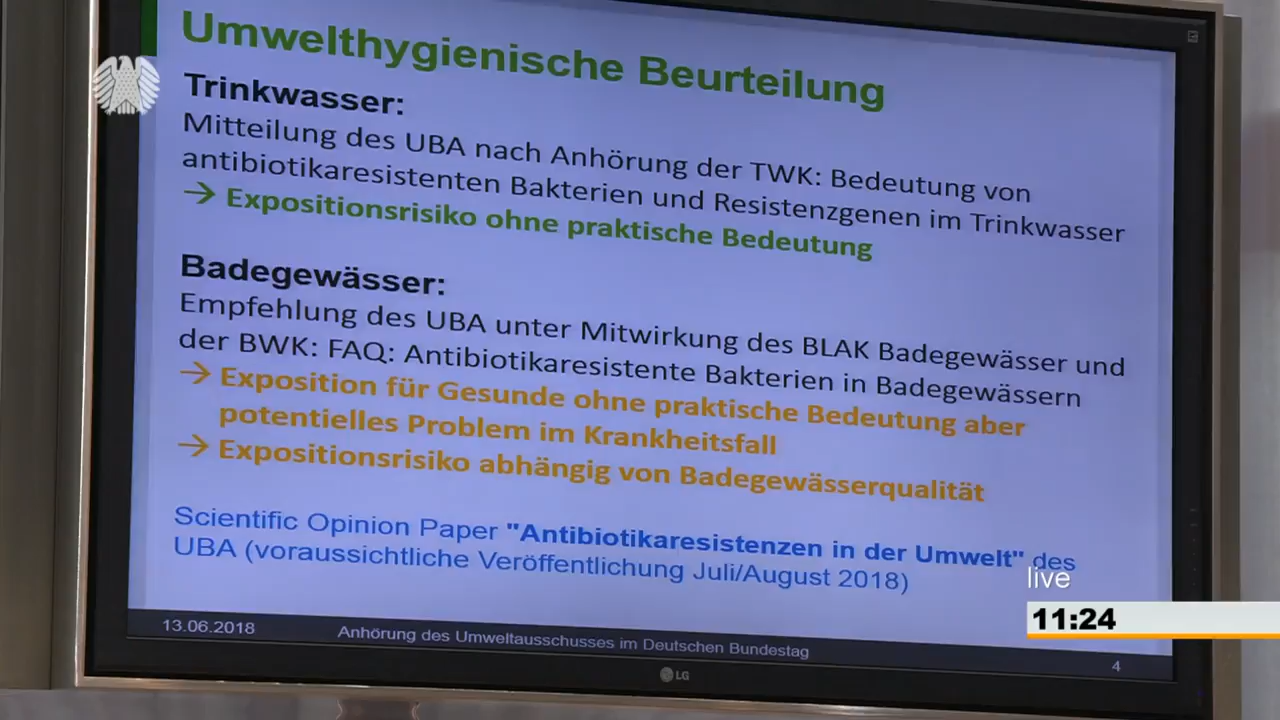 Umwelthygienische Beurteilung
Trinkwasser:
Mitteilung des UBA nach Anhörung der TWK: Bedeutung von
antibiotikaresistenten Bakterien und Resistenzgenen im Trinkwasser
→ Expositionsrisiko ohne praktische Bedeutung
Badegewässer:
Empfehlung des UBA unter Mitwirkung des BLAK Badegewässer und
der BWK: FAQ: Antibiotikaresistente Bakterien in Badegewässern
→ Exposition für Gesunde ohne praktische Bedeutung aber
potentielles Problem im Krankheitsfall
→ Expositionsrisiko abhängig von Badegewässerqualität
Scientific Opinion Paper "Antibiotikaresistenzen in der Umwelt" des
UBA (voraussichtliche Veröffentlichung Juli/August 2018)
live
11:24
13.06.2018 Anhörung des Umweltausschusses im Deutschen Bundestag 4
LG